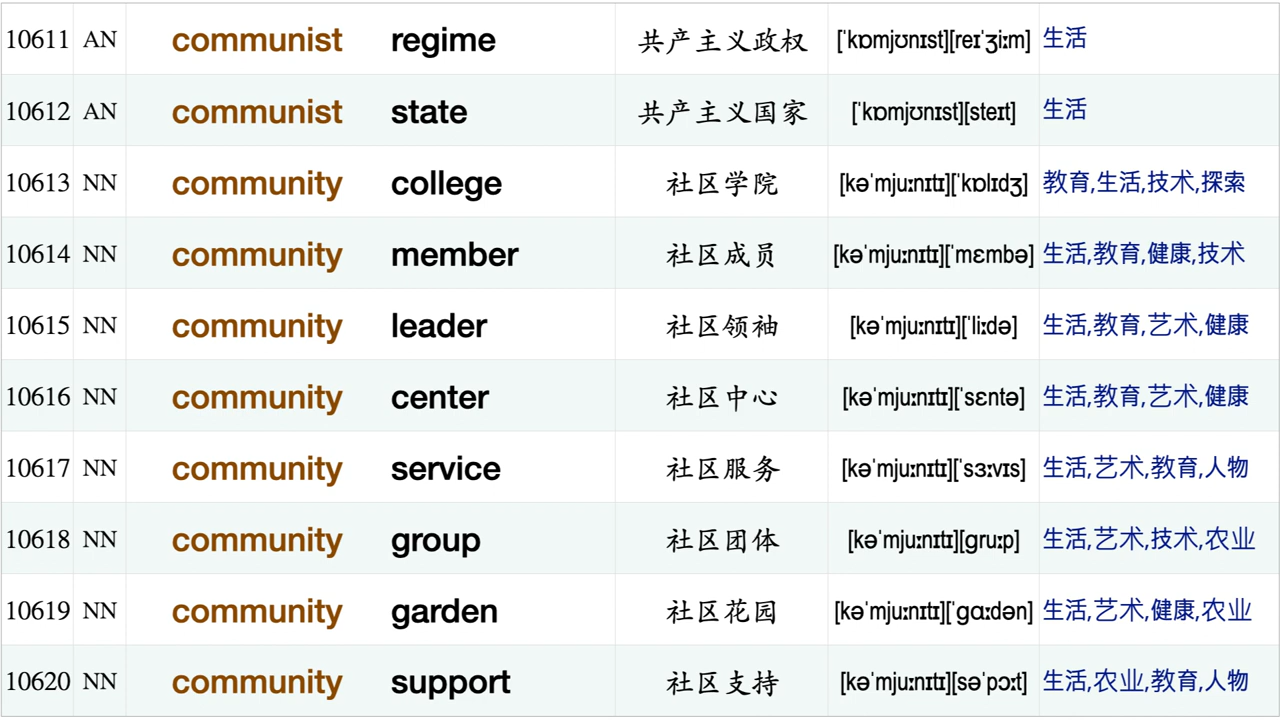 10611 AN communist regime 共产主义政权 [ˈkɒmjʊnɪst][reɪˈʒiːm] 生活
10612 AN communist state 共产主义国家 [ˈkɒmjʊnɪst][steɪt] 生活
10613 NN community college 社区学院 [kəˈmjuːnɪtɪ][ˈkɒlɪdʒ] 教育,生活,技术,探索
10614 NN community member 社区成员 [kəˈmjuːnɪtɪ][ˈmɛmbə] 生活,教育,健康,技术
10615 NN community leader 社区领袖 [kəˈmjuːnɪtɪ][ˈliːdə] 生活,教育,艺术,健康
10616 NN community center 社区中心 [kəˈmjuːnɪtɪ][ˈsɛntə] 生活,教育,艺术,健康
10617 NN community service 社区服务 [kəˈmjuːnɪtɪ][ˈsɜːvɪs] 生活,艺术,教育,人物
10618 NN community group 社区团体 [kəˈmjuːnɪtɪ][gruːp] 生活,艺术,技术,农业
10619 NN community garden 社区花园 [kəˈmjuːnɪtɪ][ˈgɑːdən] 生活,艺术,健康,农业
10620 NN community support 社区支持 [kəˈmjuːnɪtɪ][səˈpɔːt] 生活,农业,教育,人物